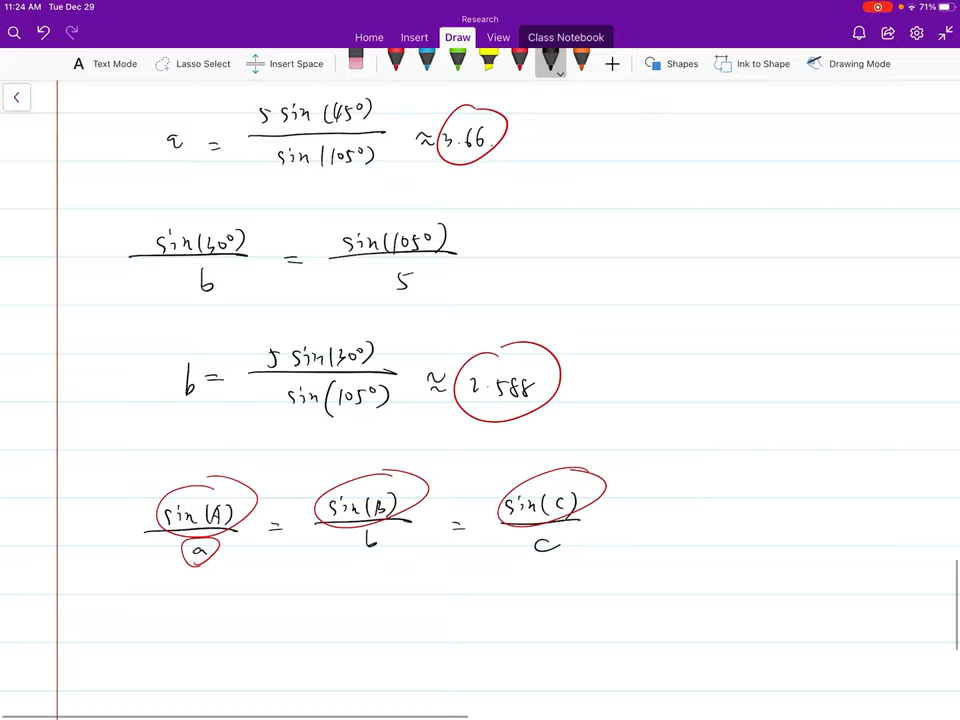 11:24 AM Tue Dec 29
71%
Research
Home Insert Draw View Class Notebook
Text Mode Lasso Select Insert Space Shapes Ink to Shape Drawing Mode
a = 5 sin(45°) / sin(105°) ≈ 3.66.
sin(30°) / b = sin(105°) / 5
b = 5 sin(30°) / sin(105°) ≈ 2.588
sin(A) / a = sin(B) / b = sin(C) / c